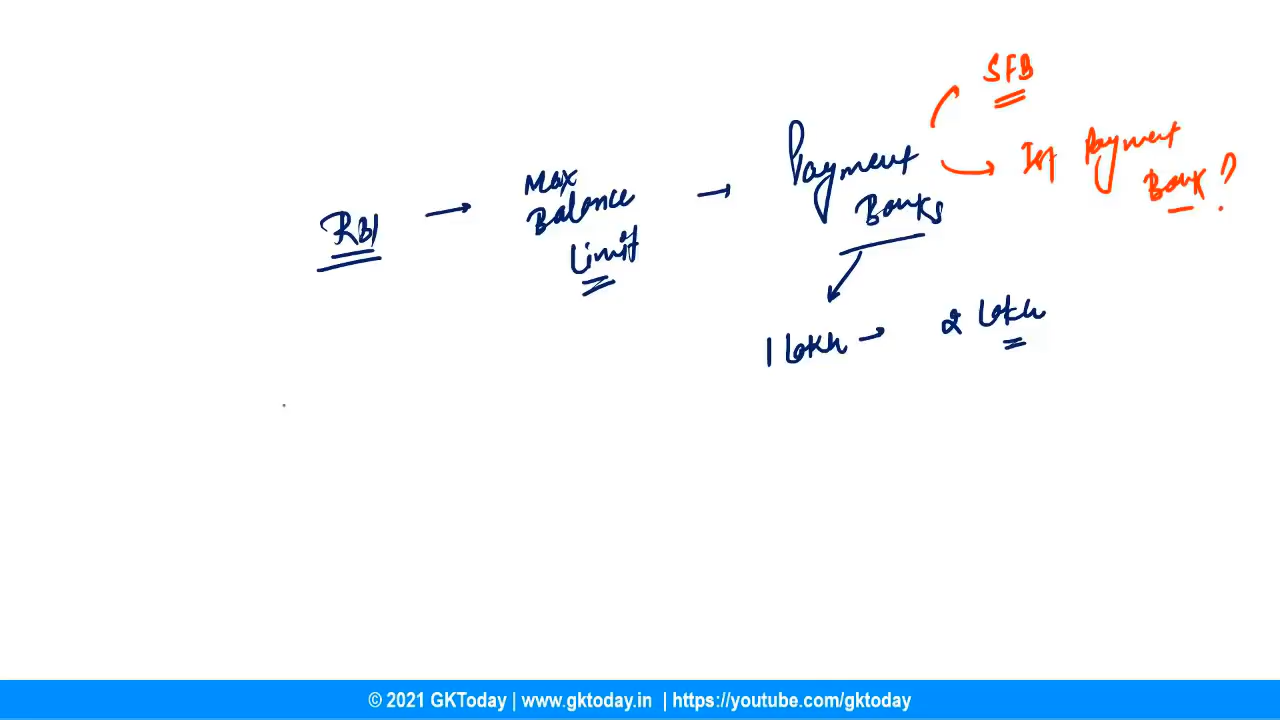 RBI
Max
Balance
Limit
Payment
Banks
SFB
Ist Payment
Bank ?
1 Lakh
2 Lakh
© 2021 GKToday | www.gktoday.in | https://youtube.com/gktoday